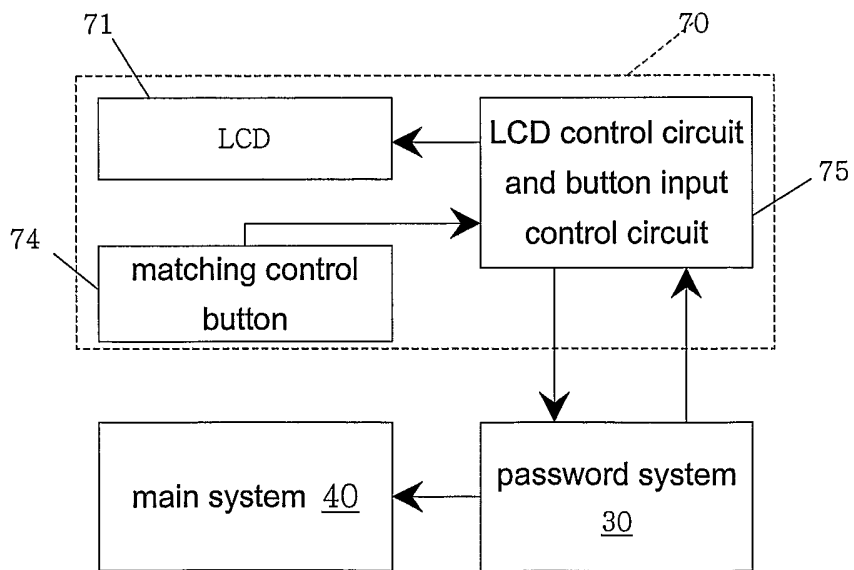 71
70
LCD
LCD control circuit
and button input
control circuit
75
74
matching control
button
main system 40
password system
30